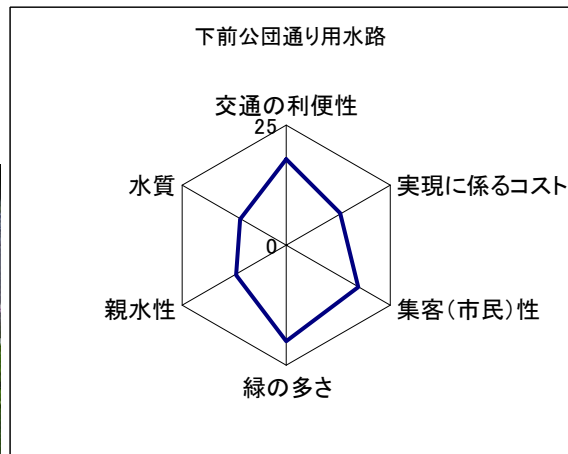 下前公団通り用水路
交通の利便性
25
水質
実現に係るコスト
0
親水性
集客(市民)性
緑の多さ